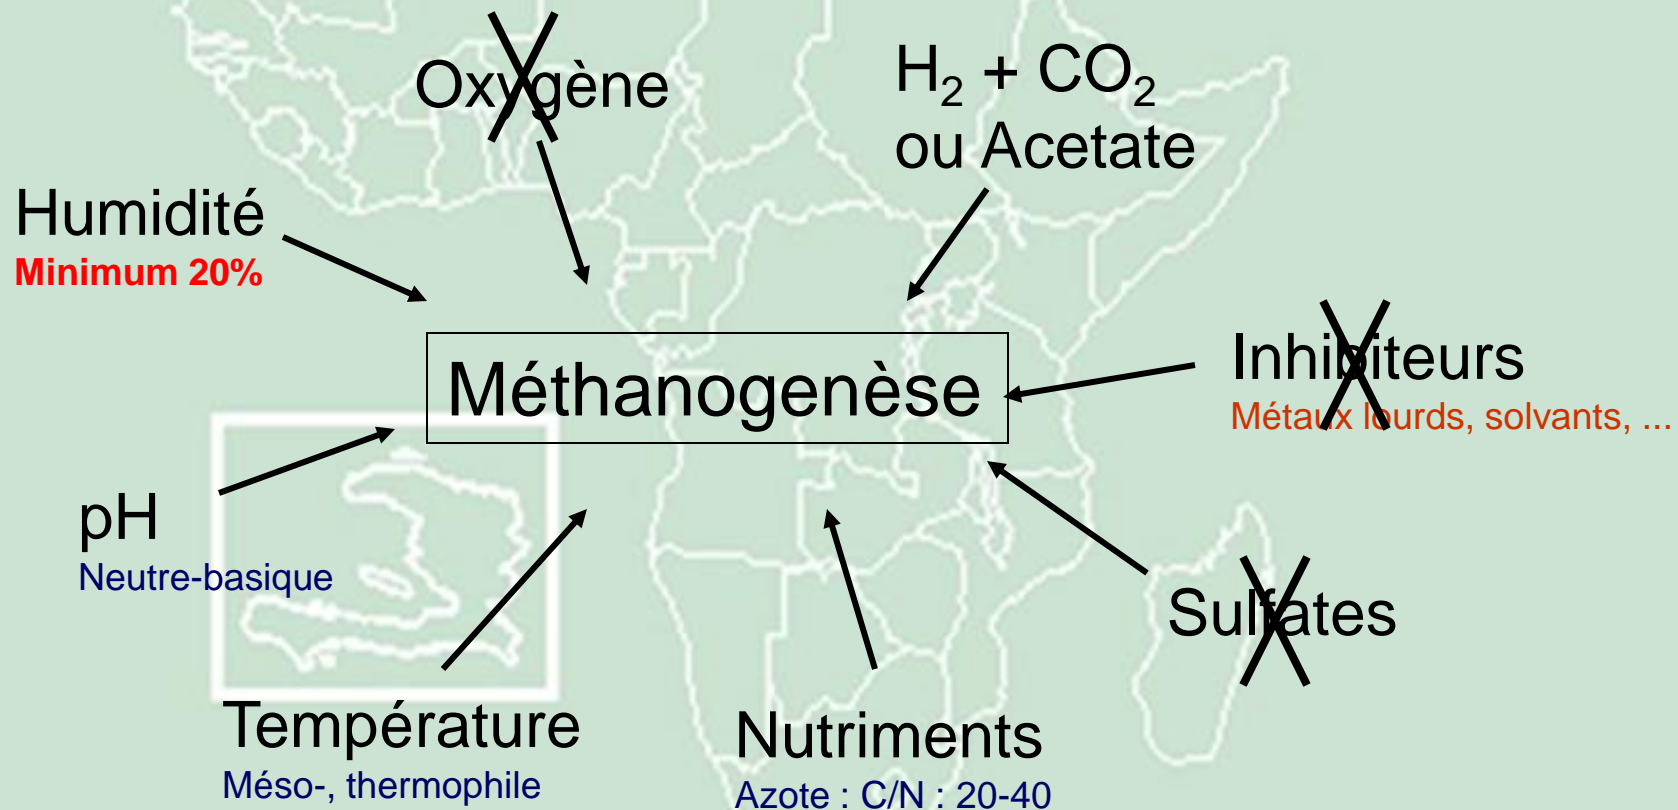 Oxygène
H₂ + CO₂
ou Acetate
Humidité
Minimum 20%
Méthanogenèse
Inhibiteurs
Métaux lourds, solvants, ...
pH
Neutre-basique
Sulfates
Température
Méso-, thermophile
Nutriments
Azote : C/N : 20-40